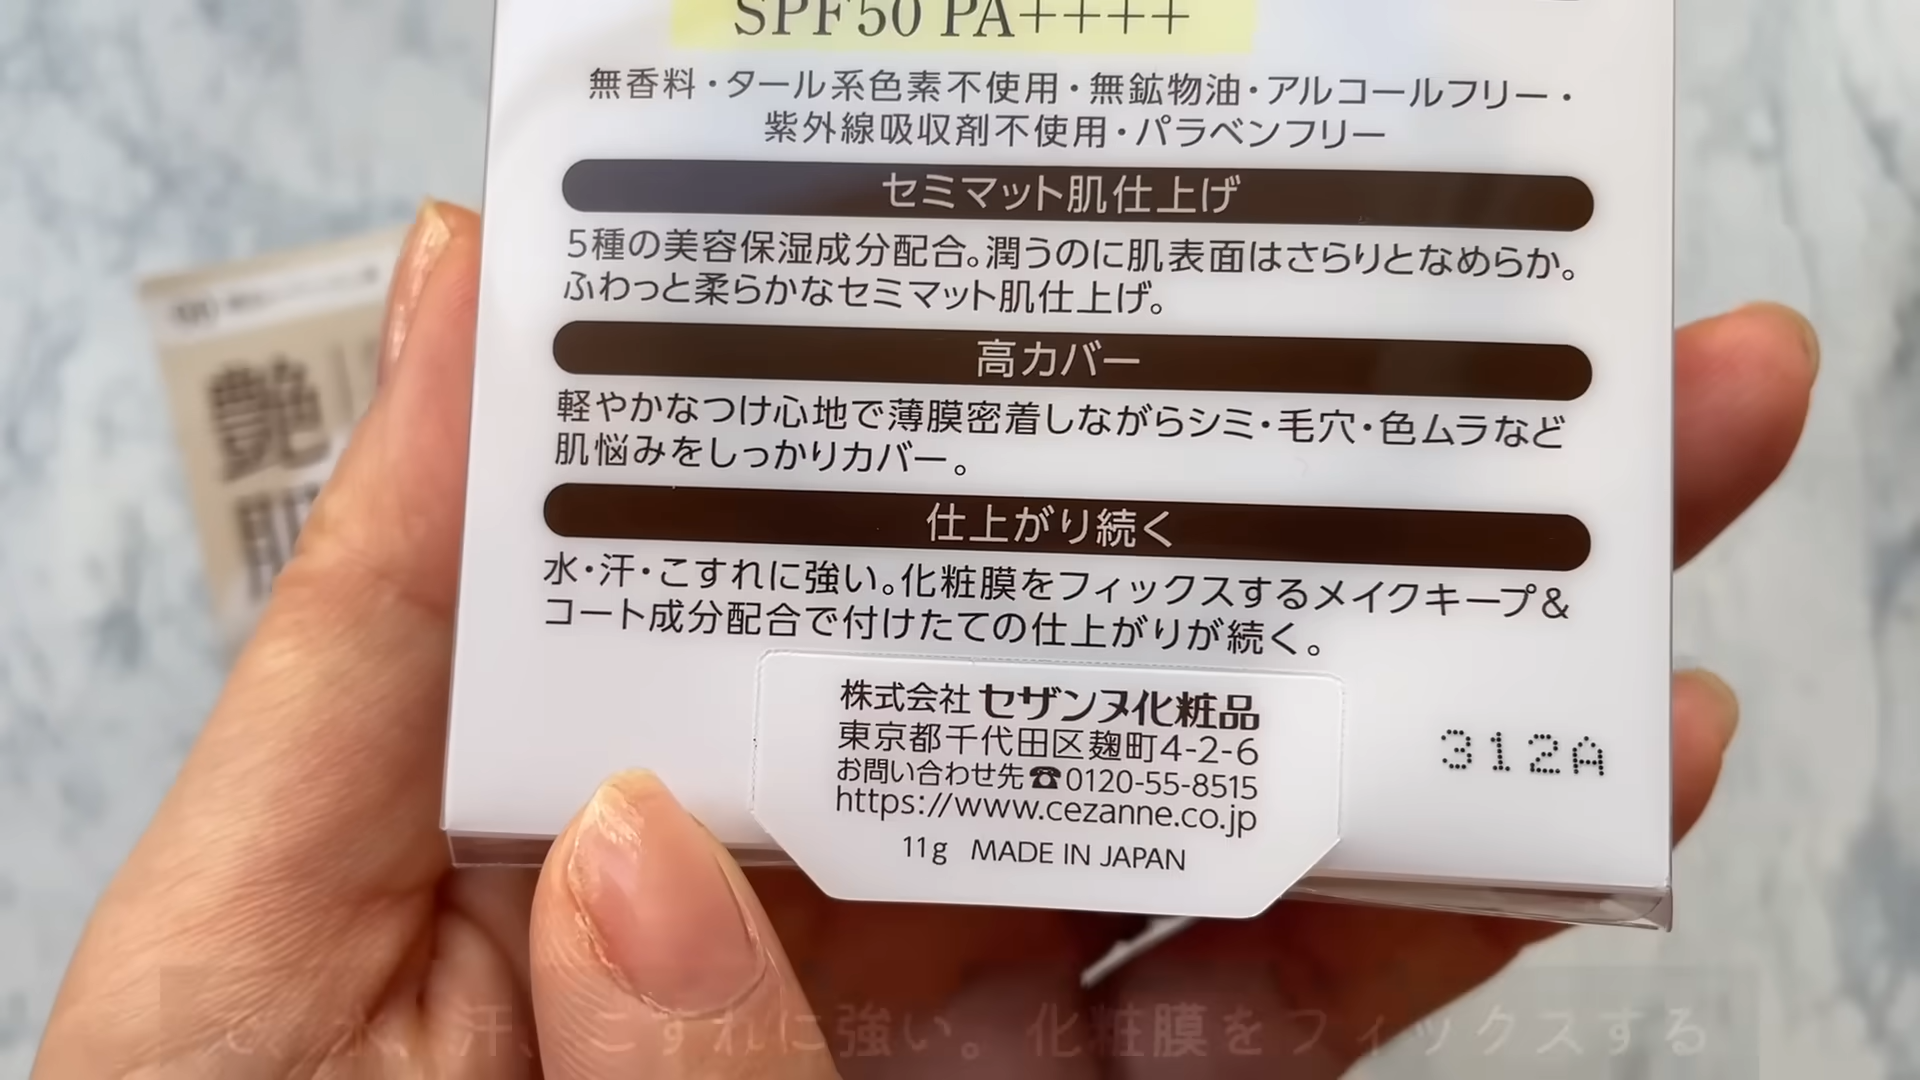 SPF50 PA++++
無香料・タール系色素不使用・無鉱物油・アルコールフリー・
紫外線吸収剤不使用・パラベンフリー
セミマット肌仕上げ
5種の美容保湿成分配合。潤うのに肌表面はさらりとなめらか。
ふわっと柔らかなセミマット肌仕上げ。
高カバー
軽やかなつけ心地で薄膜密着しながらシミ・毛穴・色ムラなど
肌悩みをしっかりカバー。
仕上がり続く
水・汗・こすれに強い。化粧膜をフィックスするメイクキープ＆
コート成分配合で付けたての仕上がりが続く。
株式会社 セザンヌ化粧品
東京都千代田区麹町4-2-6
お問い合わせ先☎0120-55-8515
https://www.cezanne.co.jp
11g MADE IN JAPAN
312A
艶
肌
水、汗、こすれに強い。化粧膜をフィックスする